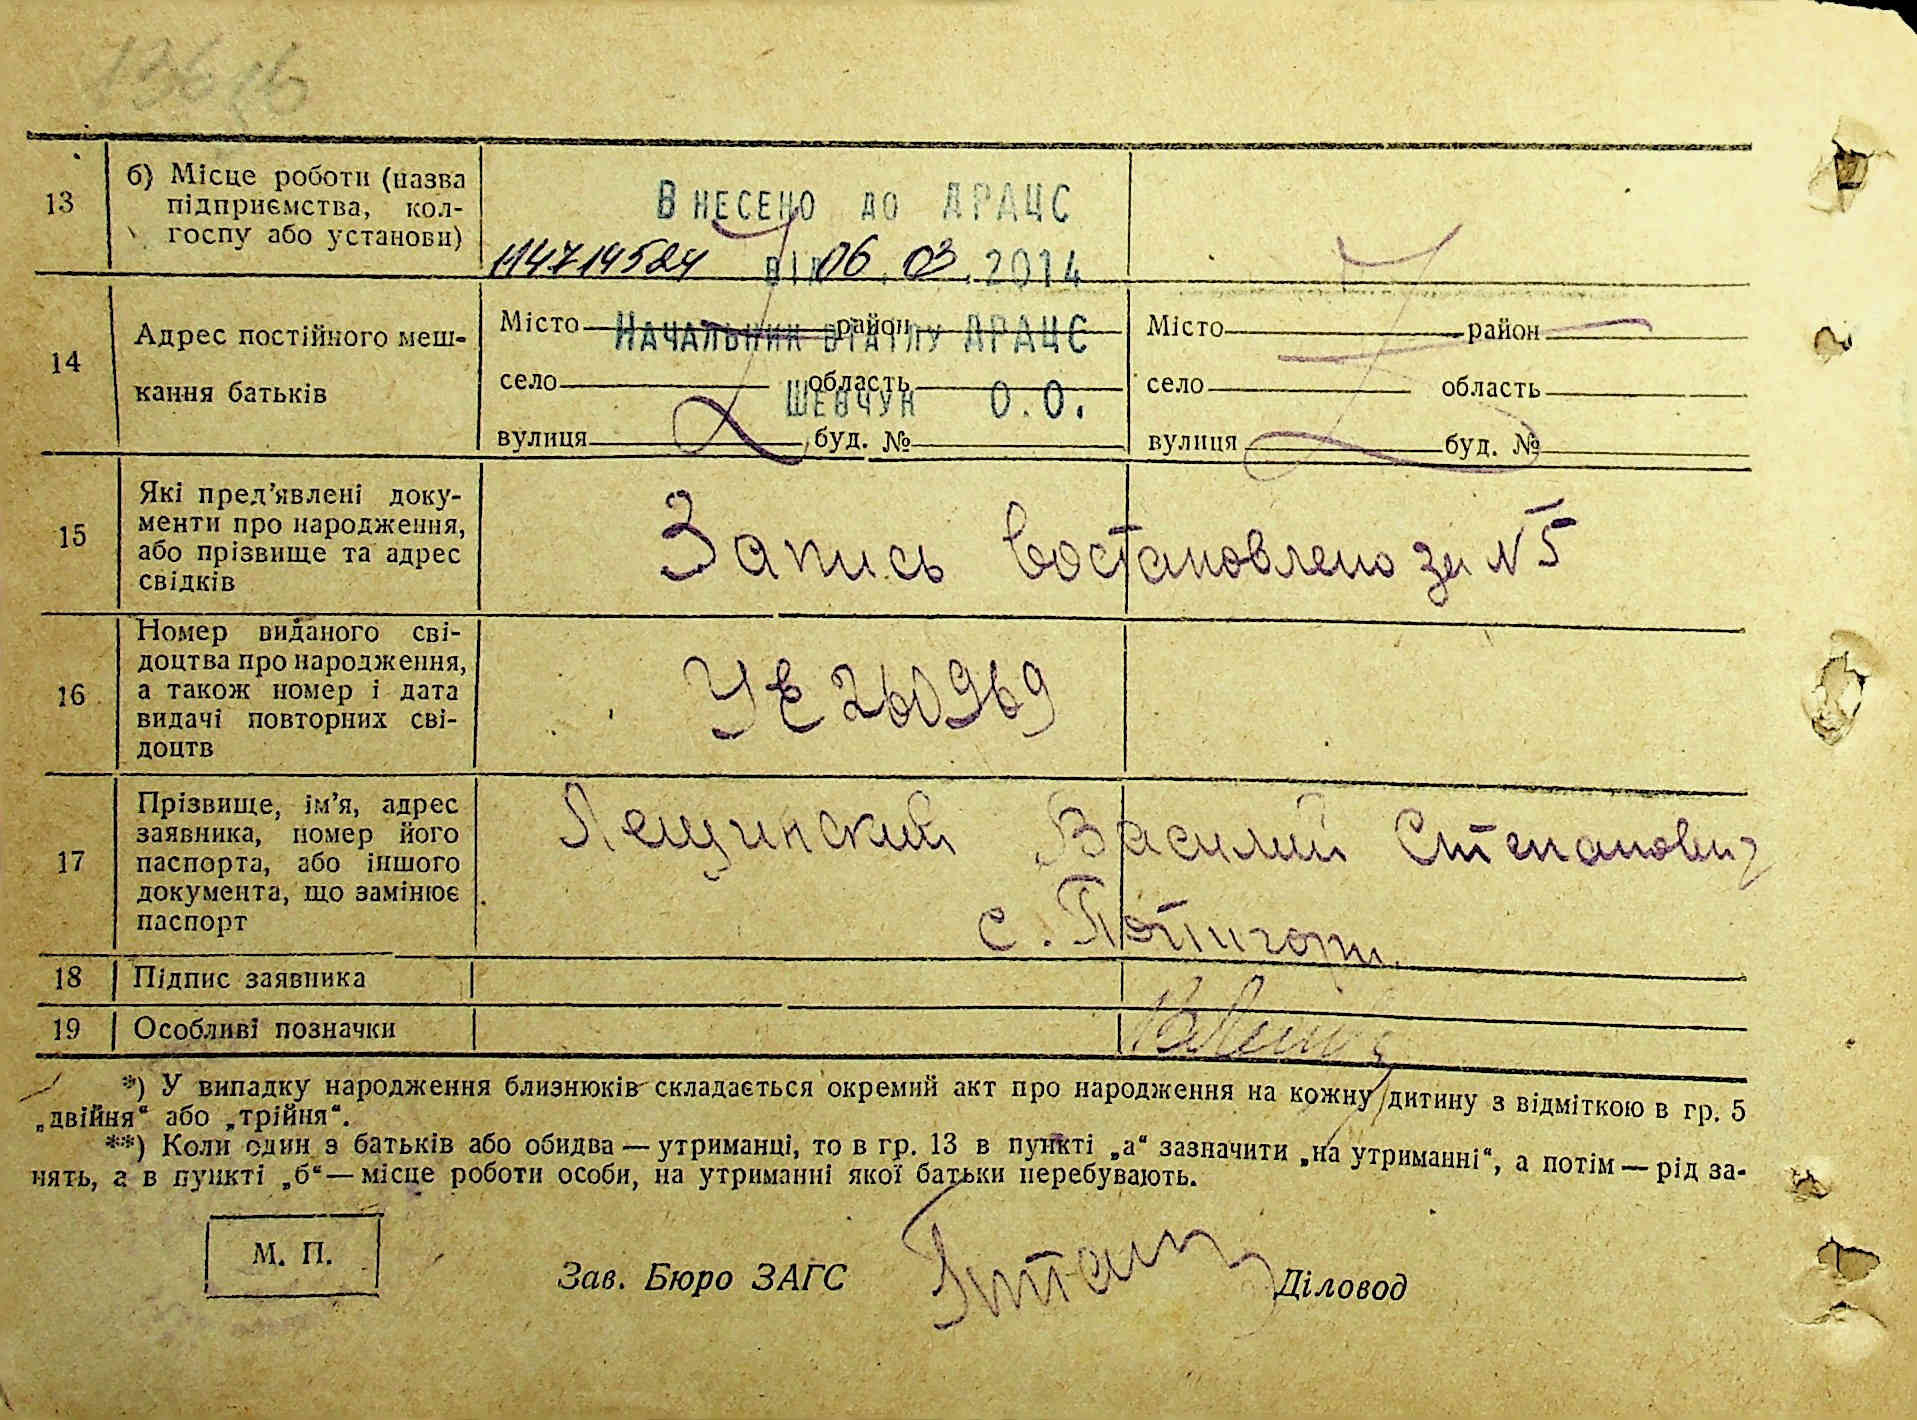 13 б) Місце роботи (назва
підприємства, кол-
госпу або установи)
Внесено до ДРАЦС
114719524 від 06.03.2014
14 Адрес постійного меш-
кання батьків
Місто район Місто район
Начальник відділу ДРАЦС
село область село область
Шевчук О.О.
вулиця буд. № вулиця буд. №
15 Які пред’явлені доку-
менти про народження,
або прізвище та адрес
свідків
Запись востановлено за N 5
16 Номер виданого сві-
доцтва про народження,
а також номер і дата
видачі повторних сві-
доцтв
УЕ 260969
17 Прізвище, ім’я, адрес
заявника, номер його
паспорта, або іншого
документа, що замінює
паспорт
Лещинский Василий Степанович
с.
18 Підпис заявника
19 Особливі позначки
*) У випадку народження близнюків складається окремий акт про народження на кожну дитину з відміткою в гр. 5
„двійня“ або „трійня“.
**) Коли один з батьків або обидва — утриманці, то в гр. 13 в пункті „а“ зазначити „на утриманні“, а потім — рід за-
нять, а в пункті „б“ — місце роботи особи, на утриманні якої батьки перебувають.
М. П.
Зав. Бюро ЗАГС Діловод